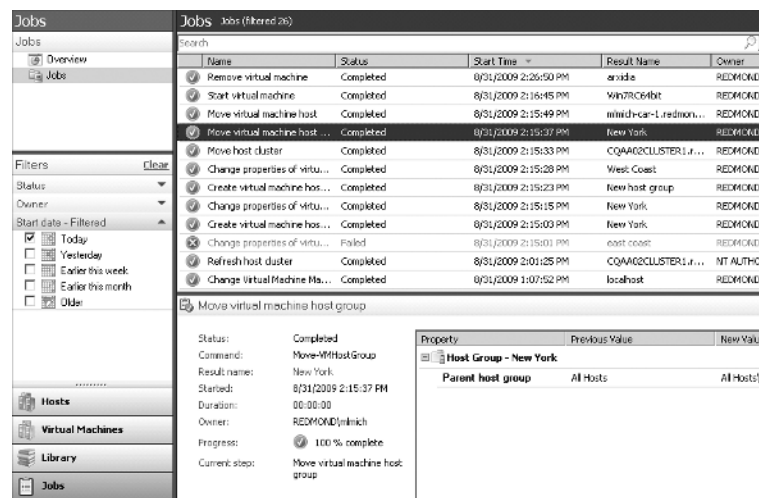 Jobs
Jobs
Overview
Jobs
Filters Clear
Status
Owner
Start date - Filtered
Today
Yesterday
Earlier this week
Earlier this month
Older
Hosts
Virtual Machines
Library
Jobs
Jobs Jobs (filtered 26)
Search
Name Status Start Time Result Name Owner
Remove virtual machine Completed 8/31/2009 2:26:50 PM arxidia REDMOND
Start virtual machine Completed 8/31/2009 2:16:45 PM Win7RC64bit REDMOND
Move virtual machine host Completed 8/31/2009 2:15:49 PM mlmich-car-1.redmon... REDMOND
Move virtual machine host ... Completed 8/31/2009 2:15:37 PM New York REDMOND
Move host cluster Completed 8/31/2009 2:15:33 PM CQAA02CLUSTER1.r... REDMOND
Change properties of virtu... Completed 8/31/2009 2:15:28 PM West Coast REDMOND
Create virtual machine hos... Completed 8/31/2009 2:15:23 PM New host group REDMOND
Change properties of virtu... Completed 8/31/2009 2:15:15 PM New York REDMOND
Create virtual machine hos... Completed 8/31/2009 2:15:03 PM New York REDMOND
Change properties of virtu... Failed 8/31/2009 2:15:01 PM east coast REDMOND
Refresh host cluster Completed 8/31/2009 2:01:25 PM CQAA02CLUSTER1.r... NT AUTHO
Change Virtual Machine Ma... Completed 8/31/2009 1:07:52 PM localhost REDMOND
Move virtual machine host group
Status: Completed
Command: Move-VMHostGroup
Result name: New York
Started: 8/31/2009 2:15:37 PM
Duration: 00:00:00
Owner: REDMOND\mlmich
Progress: 100 % complete
Current step: Move virtual machine host
group
Property Previous Value New Valu
Host Group - New York
Parent host group All Hosts All Hosts\